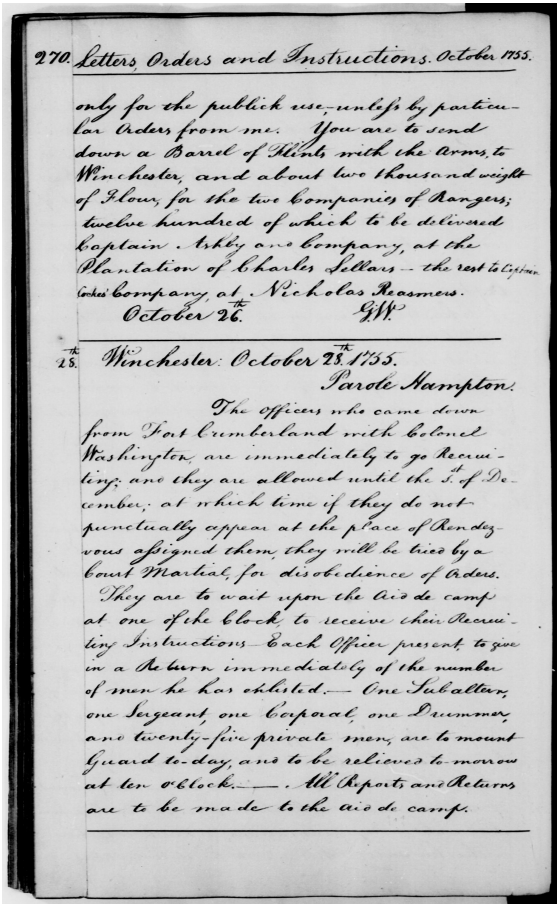 270. Letters, Orders and Instructions. October 1755.
only for the publick use, unless by particu-
lar Orders from me. You are to send
down a Barrel of Flints with the Arms, to
Winchester, and about two thousand weight
of Flour, for the two Companies of Rangers;
twelve hundred of which to be delivered
Captain Ashby and Company, at the
Plantation of Charles Sellars — the rest to Captain
Cockes' Company, at Nicholas Reasmers.
October 26.th G.W.
28.th Winchester: October 28.th 1755.
Parole Hampton.
The Officers who came down
from Fort Cumberland with Colonel
Washington, are immediately to go Recrui-
ting; and they are allowed until the 1.st of De-
cember; at which time if they do not
punctually appear at the place of Rendez-
vous assigned them, they will be tried by a
Court Martial, for disobedience of Orders.
They are to wait upon the Aid de camp
at one of the Clock, to receive their Recrui-
ting Instructions — Each Officer present, to give
in a Return immediately of the number
of men he has enlisted. — One Subaltern,
one Sergeant, one Corporal, one Drummer,
and twenty-five private men, are to mount
Guard to-day, and to be relieved to-morrow
at ten o'Clock. — All Reports and Returns
are to be made to the Aid de camp.